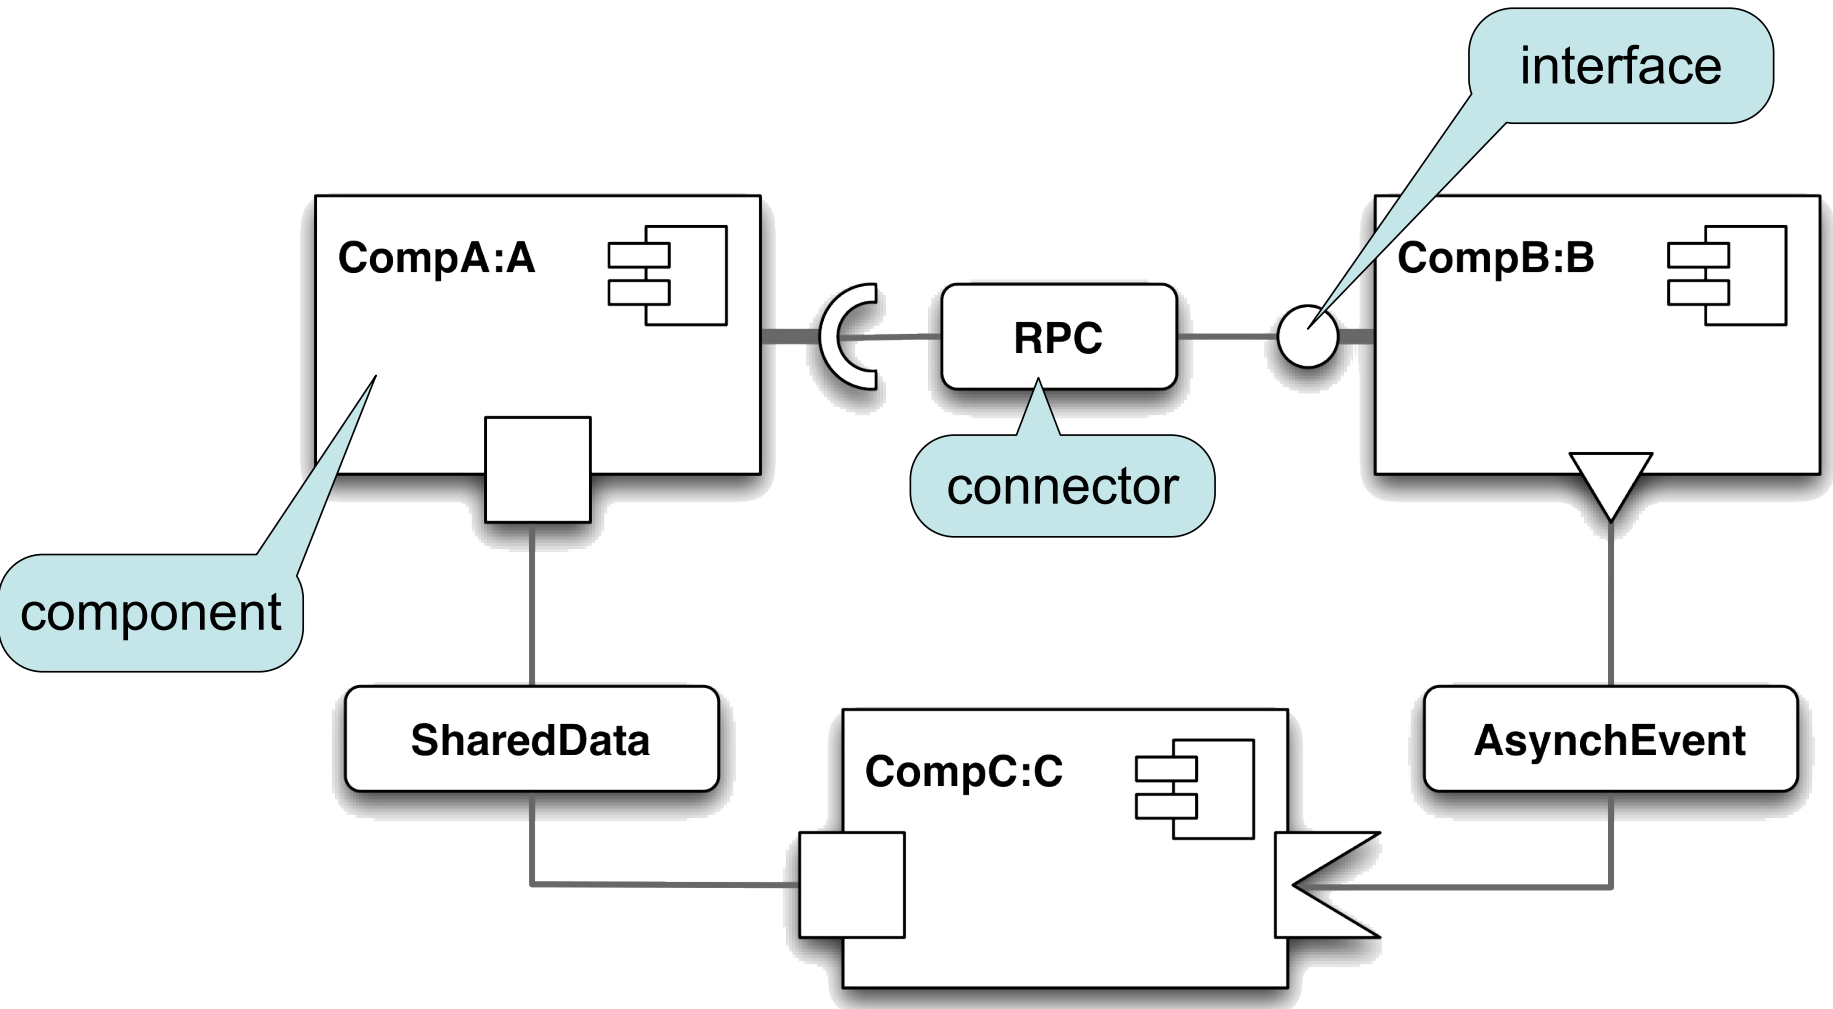 interface
CompA:A
CompB:B
RPC
connector
component
SharedData
CompC:C
AsynchEvent